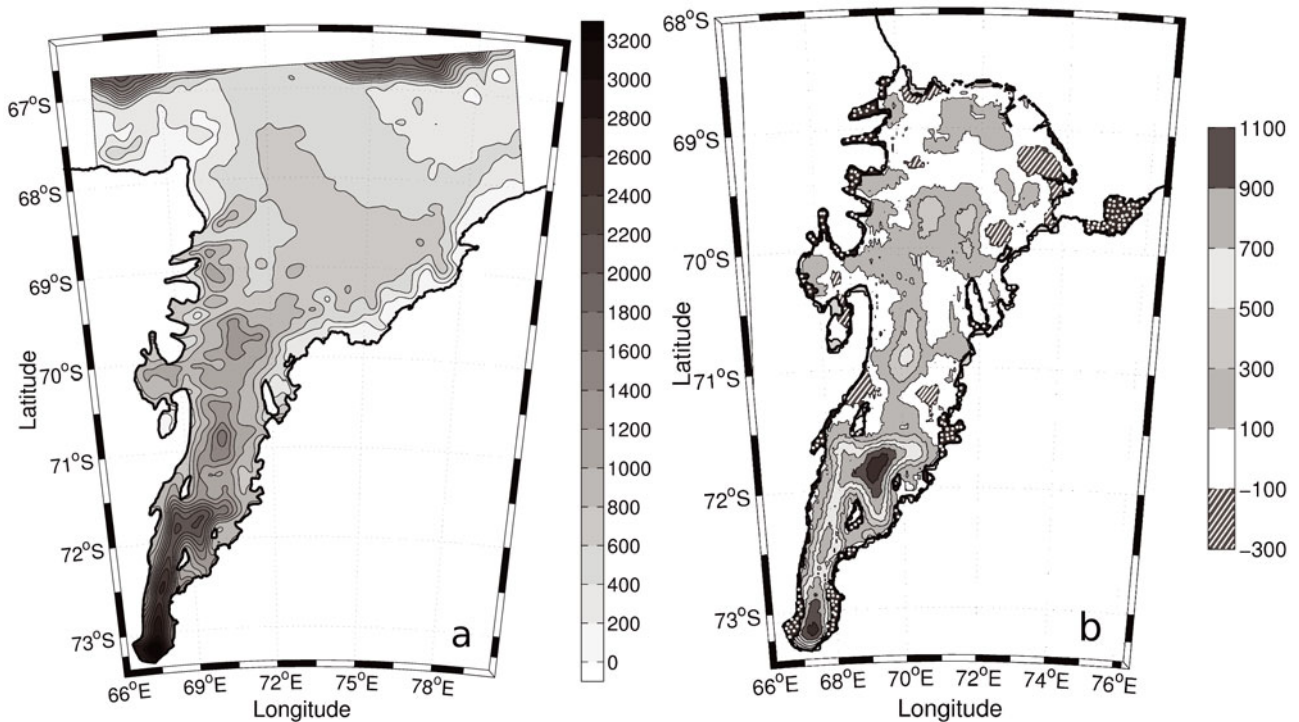 67°S
68°S
69°S
70°S
71°S
72°S
73°S
Latitude
66°E
69°E
72°E
75°E
78°E
Longitude
a
3200
3000
2800
2600
2400
2200
2000
1800
1600
1400
1200
1000
800
600
400
200
0
68°S
69°S
70°S
71°S
72°S
73°S
Latitude
66°E
68°E
70°E
72°E
74°E
76°E
Longitude
b
1100
900
700
500
300
100
−100
−300